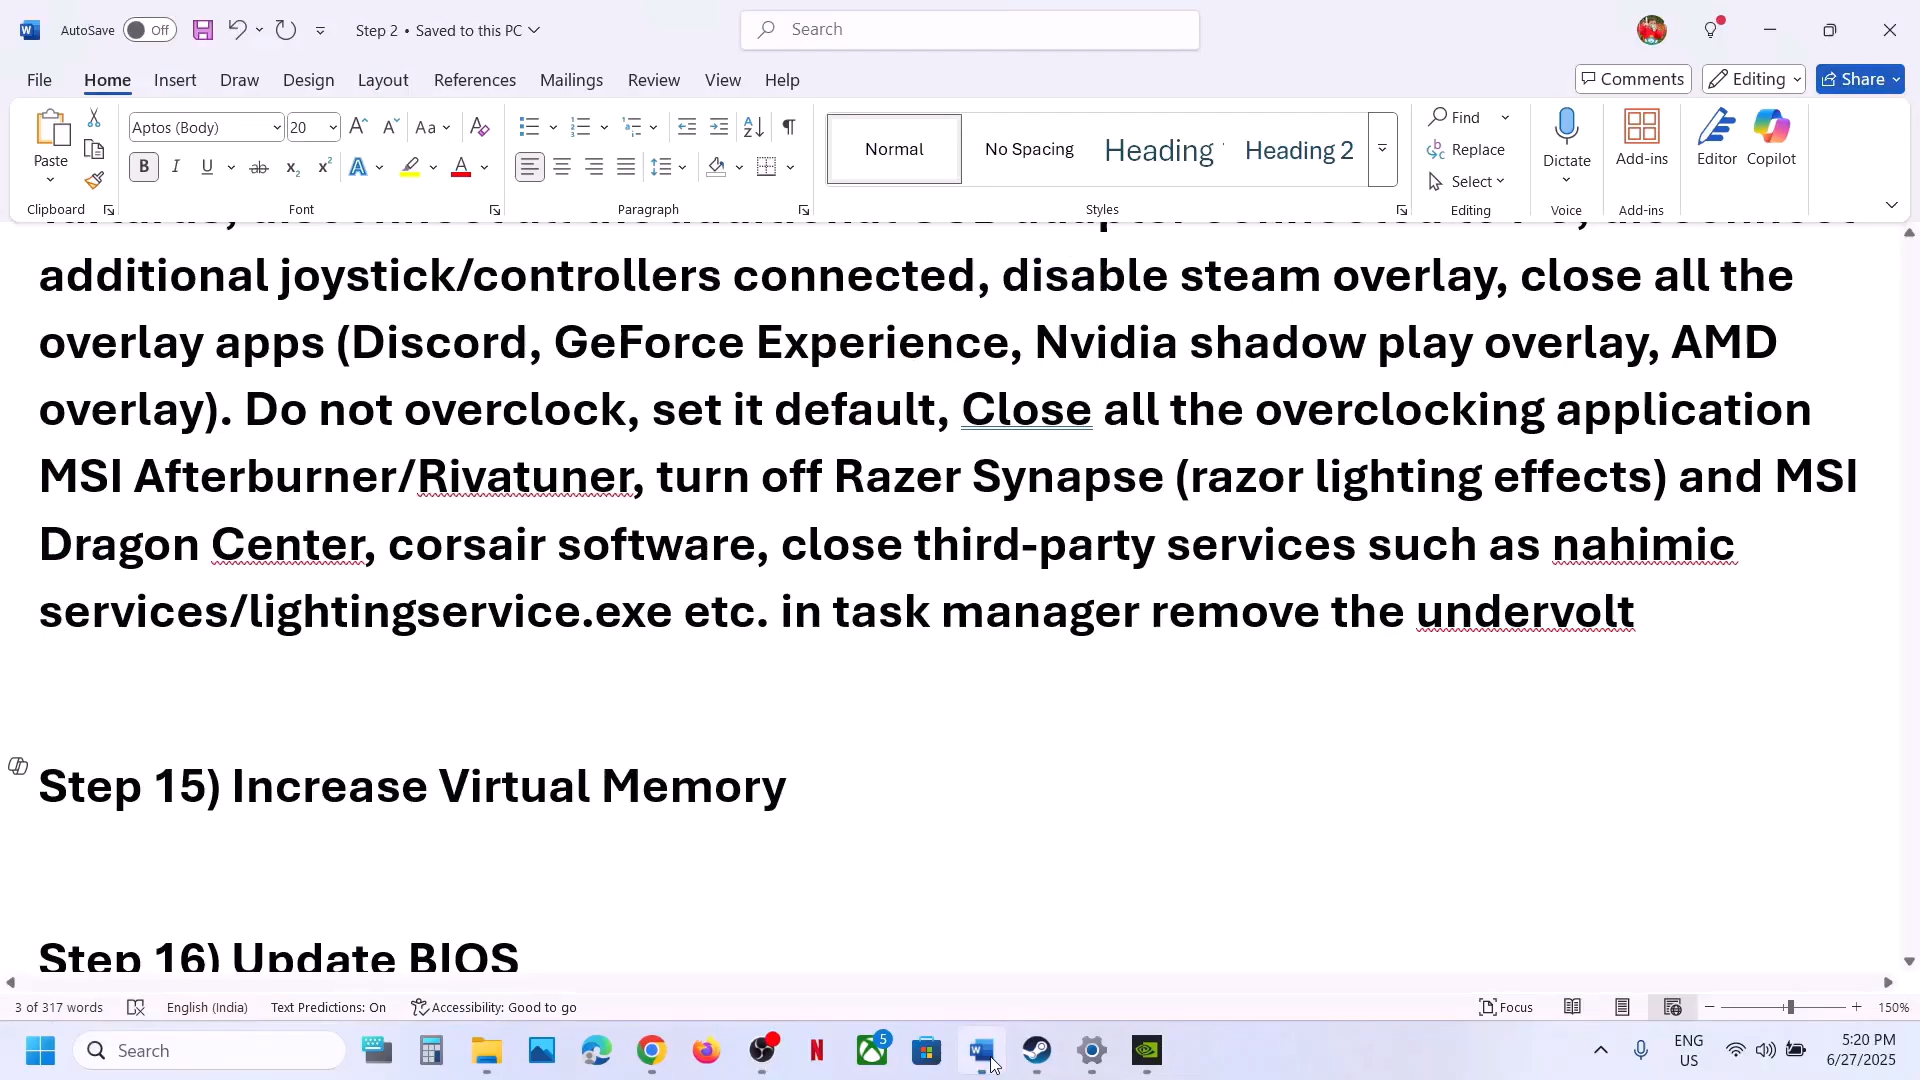 AutoSave Off Step 2 • Saved to this PC Search
File Home Insert Draw Design Layout References Mailings Review View Help Comments Editing Share
Paste
Clipboard
Aptos (Body) 20
Font
Paragraph
Normal No Spacing Heading Heading 2
Styles
Find
Replace
Select
Editing
Dictate
Voice
Add-ins
Add-ins
Editor Copilot
additional joystick/controllers connected, disable steam overlay, close all the
overlay apps (Discord, GeForce Experience, Nvidia shadow play overlay, AMD
overlay). Do not overclock, set it default, Close all the overclocking application
MSI Afterburner/Rivatuner, turn off Razer Synapse (razor lighting effects) and MSI
Dragon Center, corsair software, close third-party services such as nahimic
services/lightingservice.exe etc. in task manager remove the undervolt
Step 15) Increase Virtual Memory
Step 16) Update BIOS
3 of 317 words English (India) Text Predictions: On Accessibility: Good to go Focus 150%
Search 5 ENG US 5:20 PM 6/27/2025